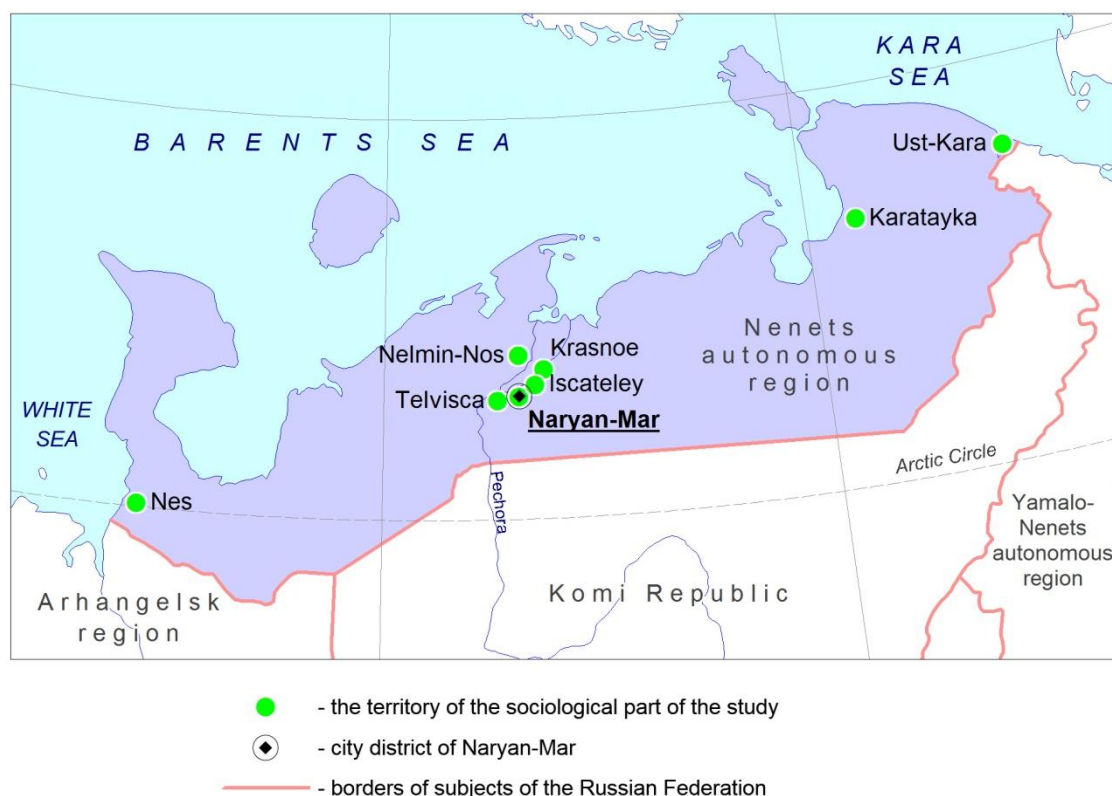 KARA
SEA
BARENTS SEA
Ust-Kara
Karatayka
Nenets
autonomous
region
Nelmin-Nos
Krasnoe
Iscateley
Telvisca
Naryan-Mar
WHITE
SEA
Nes
Pechora
Arctic Circle
Yamalo-
Nenets
autonomous
region
Arhangelsk
region
Komi Republic
- the territory of the sociological part of the study
- city district of Naryan-Mar
- borders of subjects of the Russian Federation